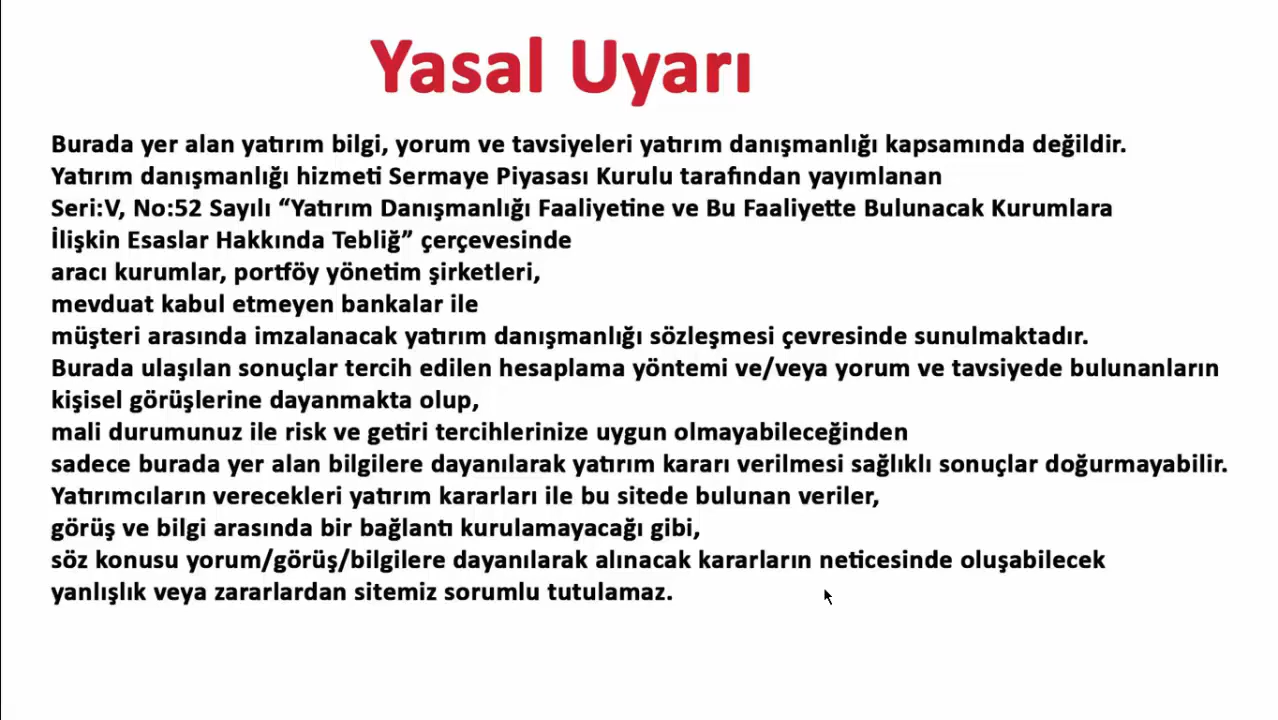 Yasal Uyarı
Burada yer alan yatırım bilgi, yorum ve tavsiyeleri yatırım danışmanlığı kapsamında değildir.
Yatırım danışmanlığı hizmeti Sermaye Piyasası Kurulu tarafından yayımlanan
Seri:V, No:52 Sayılı “Yatırım Danışmanlığı Faaliyetine ve Bu Faaliyette Bulunacak Kurumlara
İlişkin Esaslar Hakkında Tebliğ” çerçevesinde
aracı kurumlar, portföy yönetim şirketleri,
mevduat kabul etmeyen bankalar ile
müşteri arasında imzalanacak yatırım danışmanlığı sözleşmesi çevresinde sunulmaktadır.
Burada ulaşılan sonuçlar tercih edilen hesaplama yöntemi ve/veya yorum ve tavsiyede bulunanların
kişisel görüşlerine dayanmakta olup,
mali durumunuz ile risk ve getiri tercihlerinize uygun olmayabileceğinden
sadece burada yer alan bilgilere dayanılarak yatırım kararı verilmesi sağlıklı sonuçlar doğurmayabilir.
Yatırımcıların verecekleri yatırım kararları ile bu sitede bulunan veriler,
görüş ve bilgi arasında bir bağlantı kurulamayacağı gibi,
söz konusu yorum/görüş/bilgilere dayanılarak alınacak kararların neticesinde oluşabilecek
yanlışlık veya zararlardan sitemiz sorumlu tutulamaz.